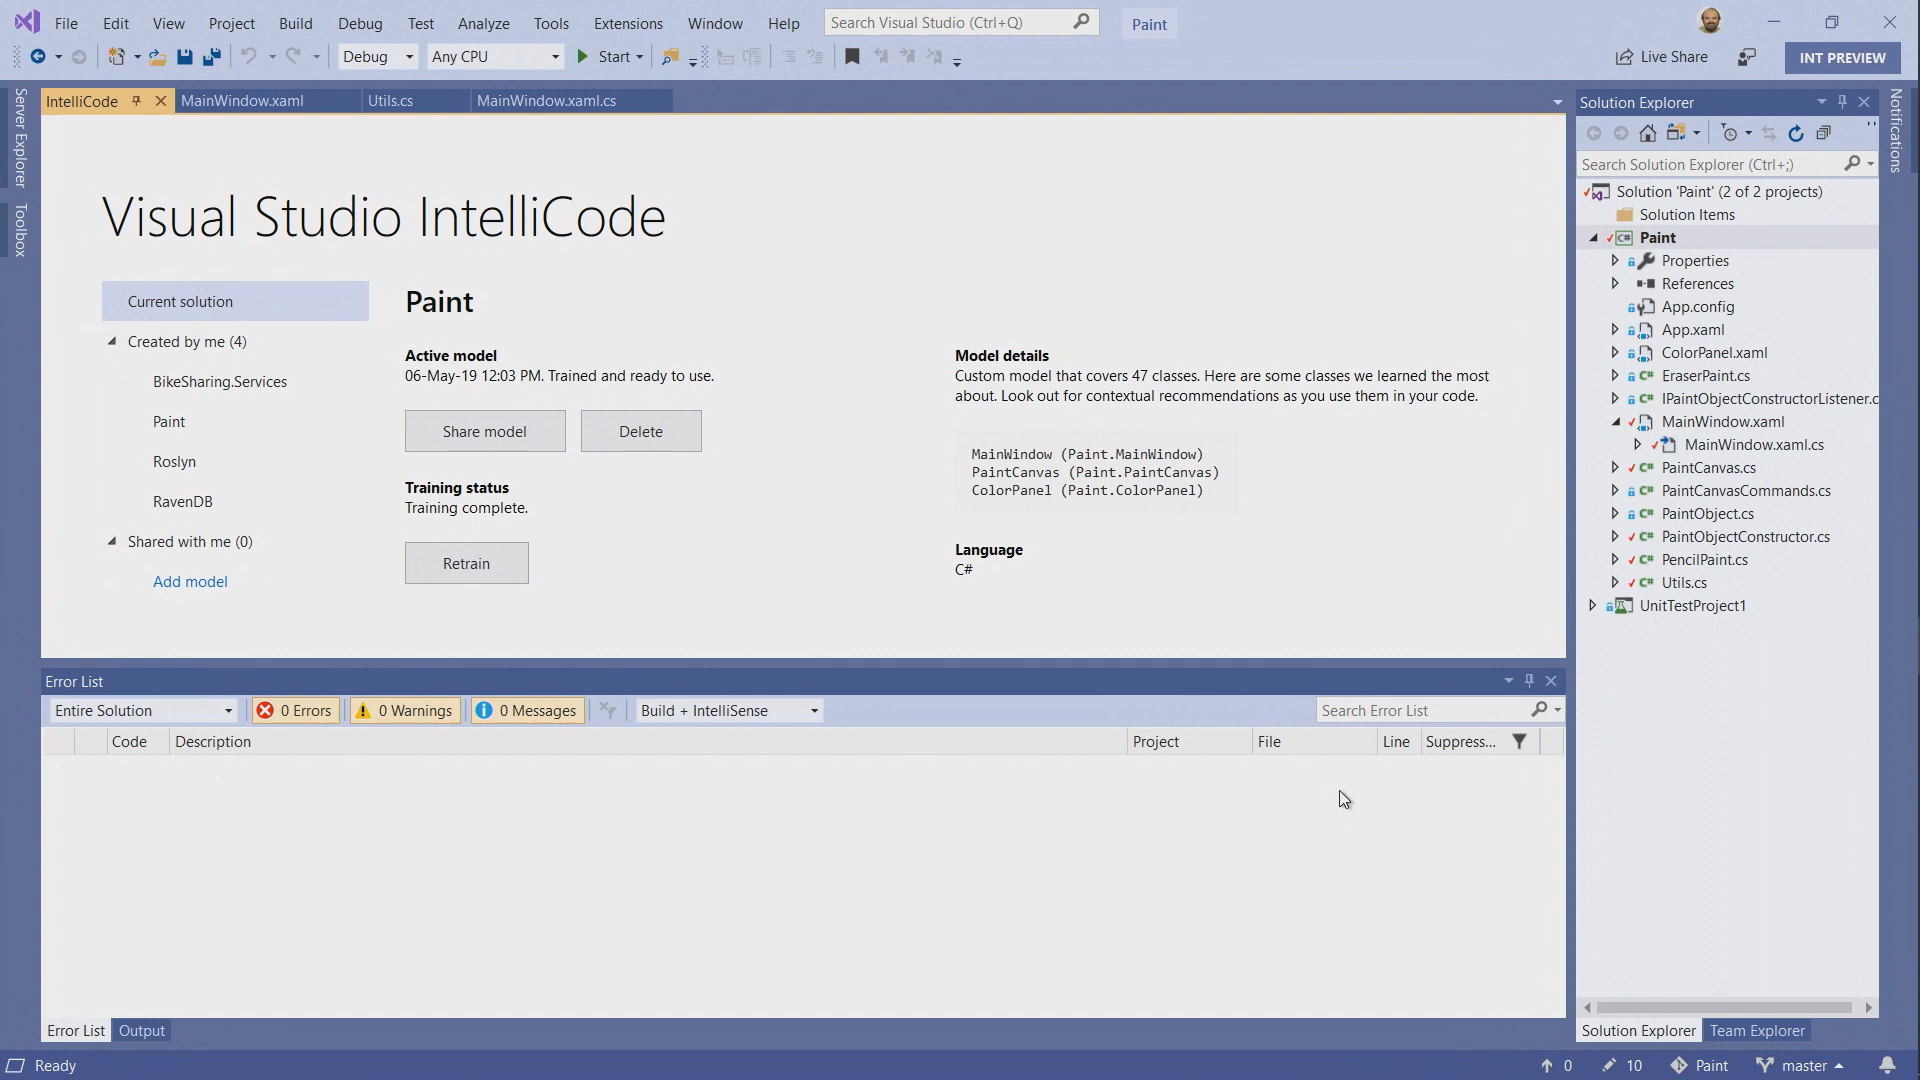 File Edit View Project Build Debug Test Analyze Tools Extensions Window Help Search Visual Studio (Ctrl+Q) Paint
Debug Any CPU Start Live Share INT PREVIEW
Server Explorer
Toolbox
IntelliCode MainWindow.xaml Utils.cs MainWindow.xaml.cs
Visual Studio IntelliCode
Current solution
Created by me (4)
BikeSharing.Services
Paint
Roslyn
RavenDB
Shared with me (0)
Add model
Paint
Active model
06-May-19 12:03 PM. Trained and ready to use.
Share model Delete
Training status
Training complete.
Retrain
Model details
Custom model that covers 47 classes. Here are some classes we learned the most
about. Look out for contextual recommendations as you use them in your code.
MainWindow (Paint.MainWindow)
PaintCanvas (Paint.PaintCanvas)
ColorPanel (Paint.ColorPanel)
Language
C#
Error List
Entire Solution 0 Errors 0 Warnings 0 Messages Build + IntelliSense Search Error List
Code Description Project File Line Suppress...
Error List Output
Solution Explorer
Search Solution Explorer (Ctrl+;)
Solution 'Paint' (2 of 2 projects)
Solution Items
C# Paint
Properties
References
App.config
App.xaml
ColorPanel.xaml
C# EraserPaint.cs
C# IPaintObjectConstructorListener.c
MainWindow.xaml
MainWindow.xaml.cs
C# PaintCanvas.cs
C# PaintCanvasCommands.cs
C# PaintObject.cs
C# PaintObjectConstructor.cs
C# PencilPaint.cs
C# Utils.cs
UnitTestProject1
Solution Explorer Team Explorer
Notifications
Ready 0 10 Paint master